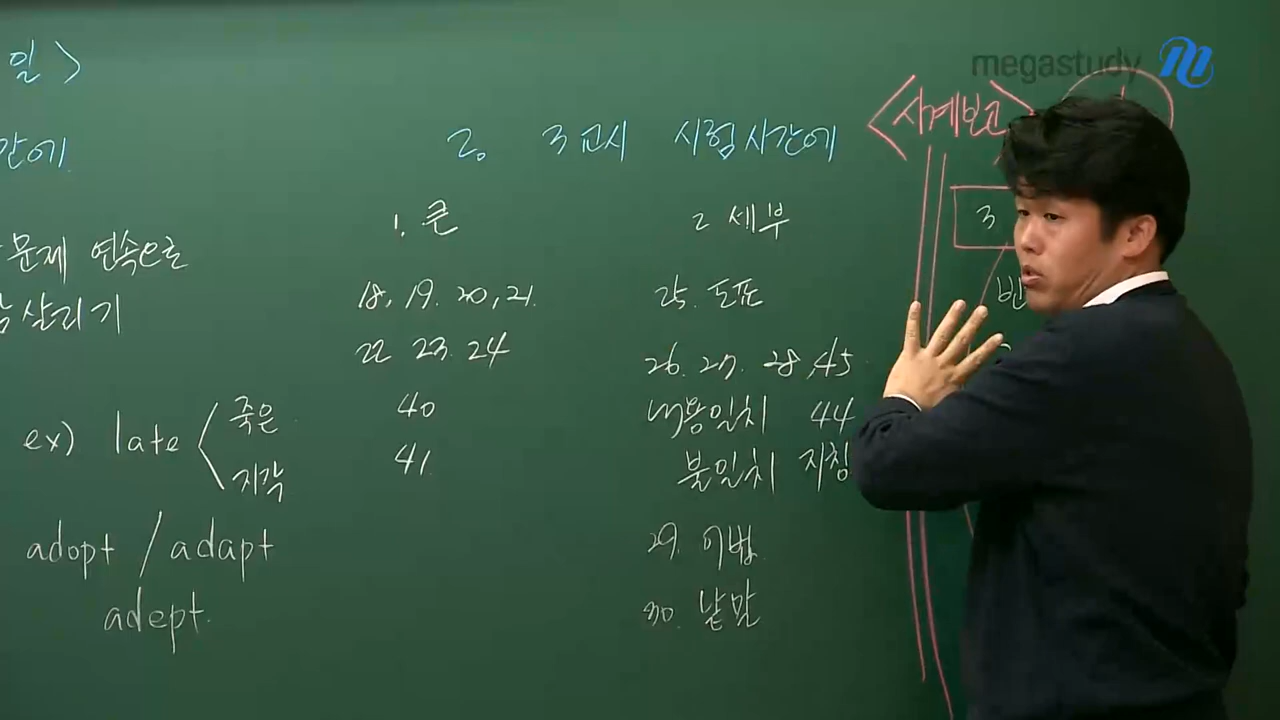 megastudy
일 >
간에
2. 3교시 시험시간에
<사계보고>
1. 큰
2 세부
3
문제 연속으로
살리기
18, 19. 20, 21.
22 23. 24
40
41.
25. 도표
26. 27. 28, 45
내용일치 44
불일치 지칭
29. 어법
30. 낱말
ex) late < 죽은
지각
adopt / adapt
adept.